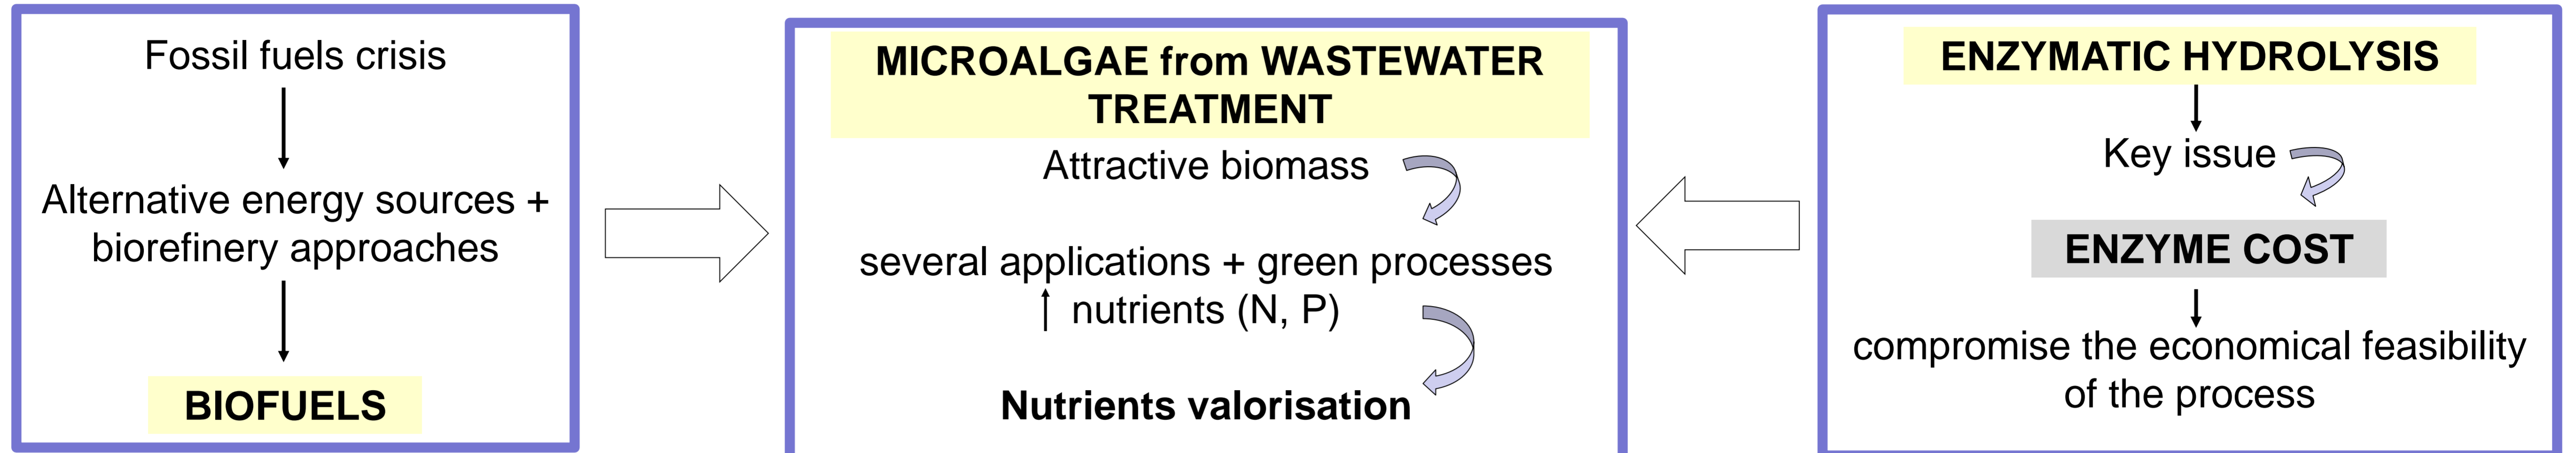 Fossil fuels crisis
Alternative energy sources +
biorefinery approaches
BIOFUELS
MICROALGAE from WASTEWATER
TREATMENT
Attractive biomass
several applications + green processes
↑ nutrients (N, P)
Nutrients valorisation
ENZYMATIC HYDROLYSIS
Key issue
ENZYME COST
compromise the economical feasibility
of the process